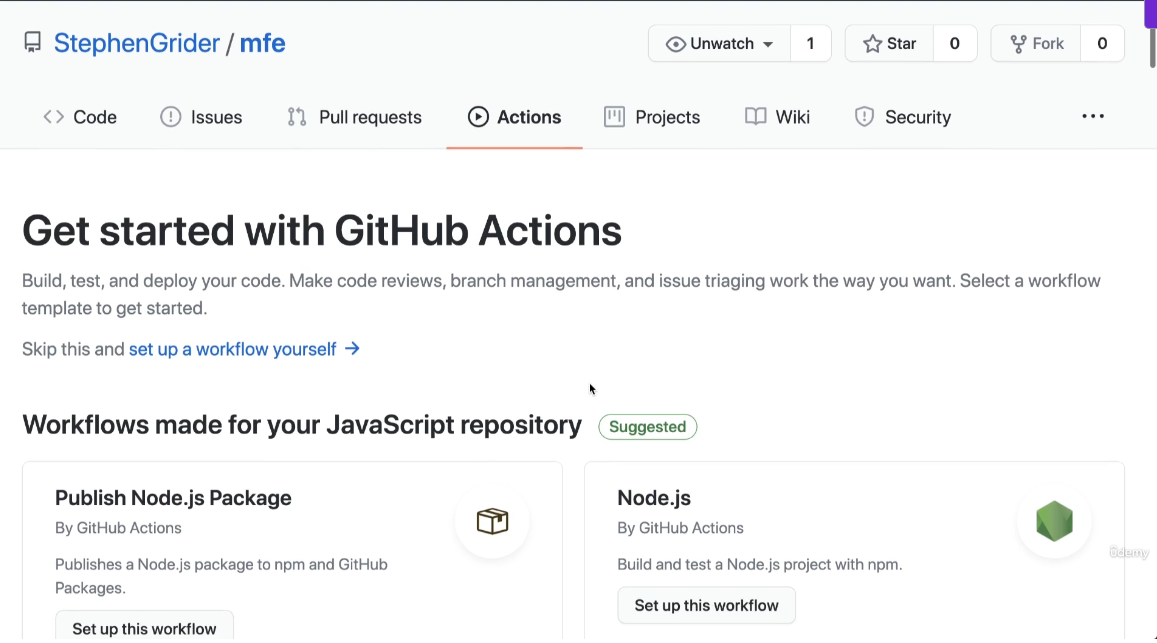 StephenGrider / mfe
Unwatch 1 Star 0 Fork 0
Code Issues Pull requests Actions Projects Wiki Security
Get started with GitHub Actions
Build, test, and deploy your code. Make code reviews, branch management, and issue triaging work the way you want. Select a workflow
template to get started.
Skip this and set up a workflow yourself
Workflows made for your JavaScript repository Suggested
Publish Node.js Package
By GitHub Actions
Publishes a Node.js package to npm and GitHub
Packages.
Set up this workflow
Node.js
By GitHub Actions
Build and test a Node.js project with npm.
Set up this workflow
ûdemy